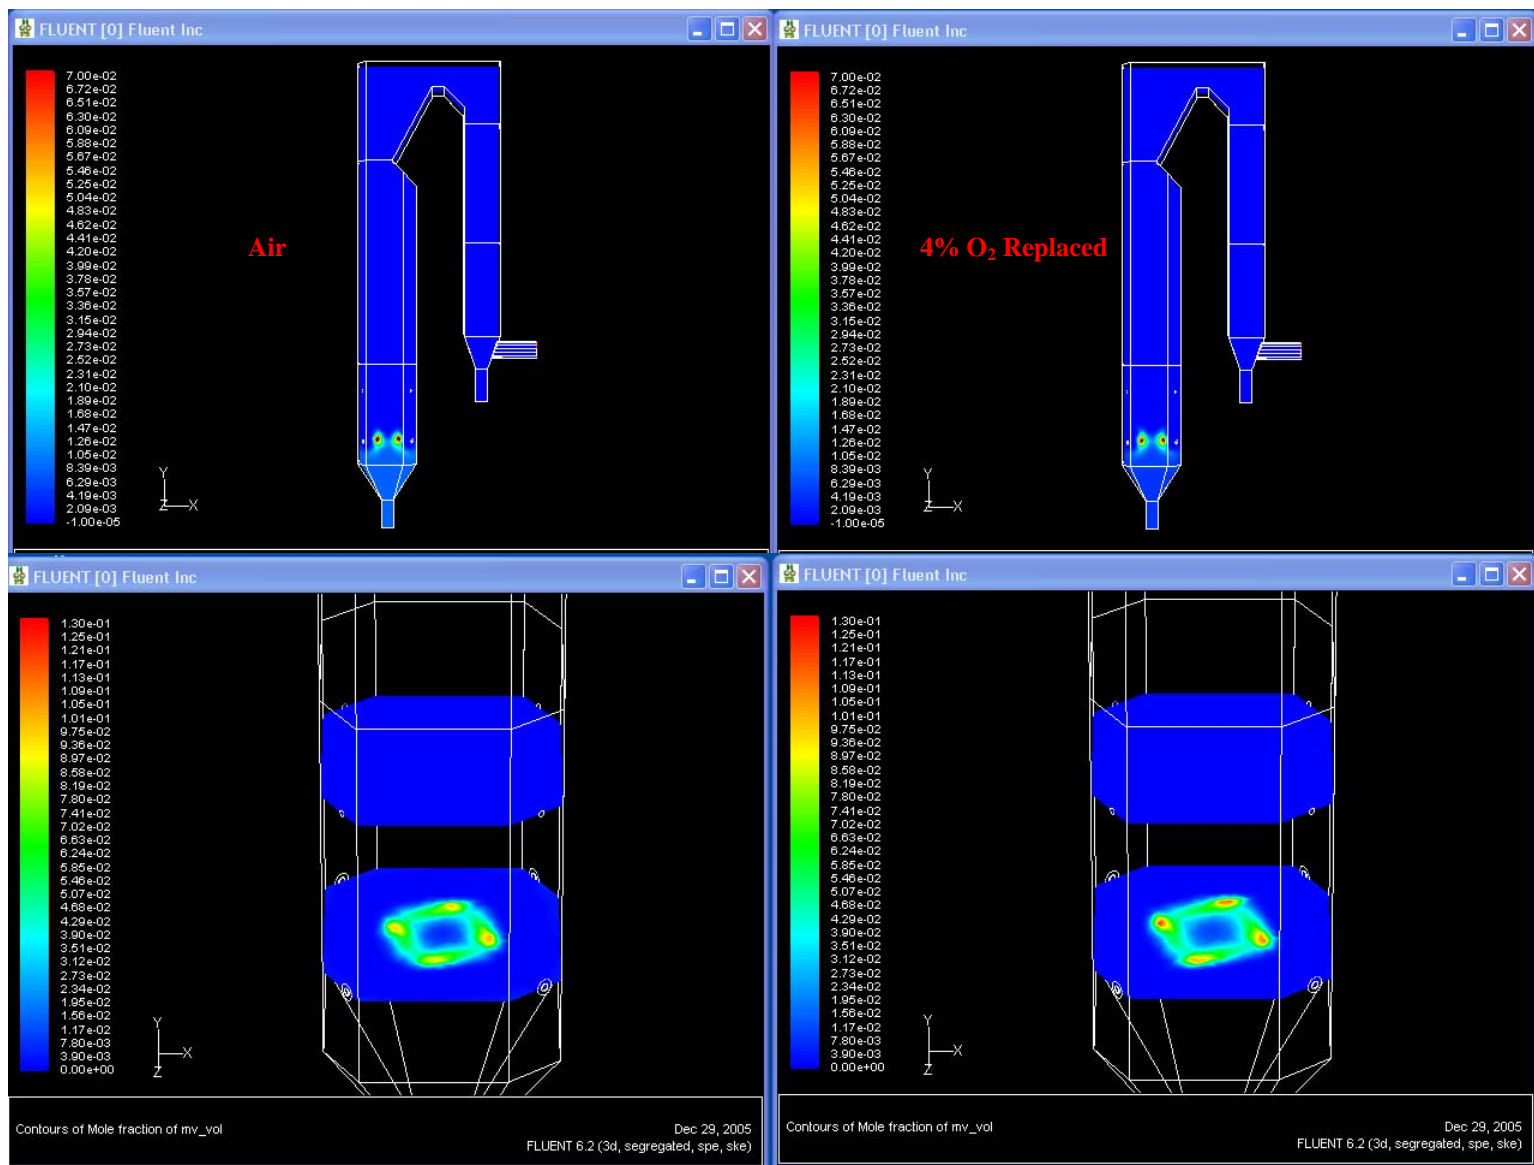 FLUENT [0] Fluent Inc
7.00e-02
6.72e-02
6.51e-02
6.30e-02
6.09e-02
5.88e-02
5.67e-02
5.46e-02
5.25e-02
5.04e-02
4.83e-02
4.62e-02
4.41e-02
4.20e-02
3.99e-02
3.78e-02
3.57e-02
3.36e-02
3.15e-02
2.94e-02
2.73e-02
2.52e-02
2.31e-02
2.10e-02
1.89e-02
1.68e-02
1.47e-02
1.26e-02
1.05e-02
8.39e-03
6.29e-03
4.19e-03
2.09e-03
-1.00e-05
Air
Y
Z X
FLUENT [0] Fluent Inc
7.00e-02
6.72e-02
6.51e-02
6.30e-02
6.09e-02
5.88e-02
5.67e-02
5.46e-02
5.25e-02
5.04e-02
4.83e-02
4.62e-02
4.41e-02
4.20e-02
3.99e-02
3.78e-02
3.57e-02
3.36e-02
3.15e-02
2.94e-02
2.73e-02
2.52e-02
2.31e-02
2.10e-02
1.89e-02
1.68e-02
1.47e-02
1.26e-02
1.05e-02
8.39e-03
6.29e-03
4.19e-03
2.09e-03
-1.00e-05
4% O₂ Replaced
Y
Z X
FLUENT [0] Fluent Inc
1.30e-01
1.25e-01
1.21e-01
1.17e-01
1.13e-01
1.09e-01
1.05e-01
1.01e-01
9.75e-02
9.36e-02
8.97e-02
8.58e-02
8.19e-02
7.80e-02
7.41e-02
7.02e-02
6.63e-02
6.24e-02
5.85e-02
5.46e-02
5.07e-02
4.68e-02
4.29e-02
3.90e-02
3.51e-02
3.12e-02
2.73e-02
2.34e-02
1.95e-02
1.56e-02
1.17e-02
7.80e-03
3.90e-03
0.00e+00
Y
X
Z
Contours of Mole fraction of mv_vol
Dec 29, 2005
FLUENT 6.2 (3d, segregated, spe, ske)
FLUENT [0] Fluent Inc
1.30e-01
1.25e-01
1.21e-01
1.17e-01
1.13e-01
1.09e-01
1.05e-01
1.01e-01
9.75e-02
9.36e-02
8.97e-02
8.58e-02
8.19e-02
7.80e-02
7.41e-02
7.02e-02
6.63e-02
6.24e-02
5.85e-02
5.46e-02
5.07e-02
4.68e-02
4.29e-02
3.90e-02
3.51e-02
3.12e-02
2.73e-02
2.34e-02
1.95e-02
1.56e-02
1.17e-02
7.80e-03
3.90e-03
0.00e+00
Y
X
Z
Contours of Mole fraction of mv_vol
Dec 29, 2005
FLUENT 6.2 (3d, segregated, spe, ske)